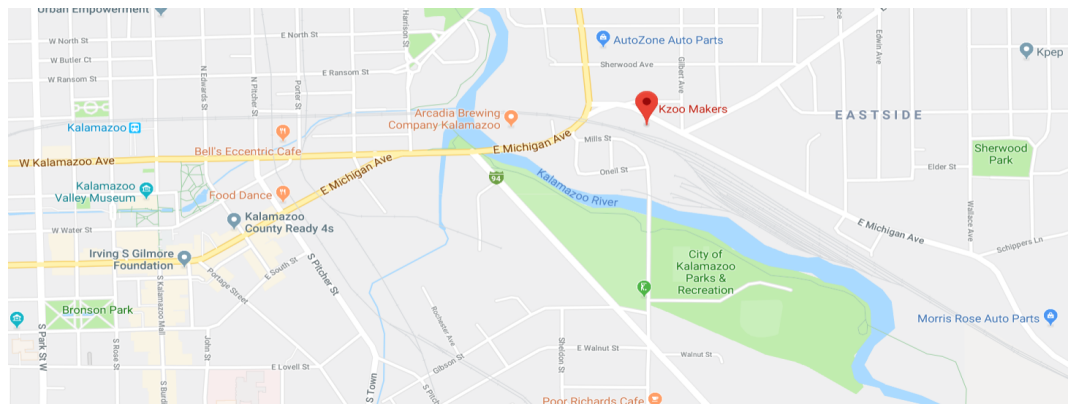 Urban Empowerment
W North St
E North St
Harrison St
W Butler Ct
W Ransom St
E Ransom St
N Edwards St
N Pitcher St
Porter St
AutoZone Auto Parts
Sherwood Ave
Gilbert Ave
Edwin Ave
Kpep
Kzoo Makers
EASTSIDE
Arcadia Brewing
Company Kalamazoo
Kalamazoo
Bell's Eccentric Cafe
W Kalamazoo Ave
E Michigan Ave
E Michigan Ave
Mills St
Oneil St
Elder St
Sherwood
Park
94
Kalamazoo River
Kalamazoo
Valley Museum
Food Dance
Kalamazoo
County Ready 4s
W Water St
Wallace Ave
E Michigan Ave
Schippers Ln
Irving S Gilmore
Foundation
E South St
Portage Street
S Pitcher St
S Kalamazoo Mall
City of
Kalamazoo
Parks &
Recreation
K
Bronson Park
Morris Rose Auto Parts
S Park St W
S Rose St
John St
Rochester Ave
Gibson St
Sheldon St
E Walnut St
Walnut St
E Lovell St
S Burdi
S Town
S Pitch
Poor Richards Cafe